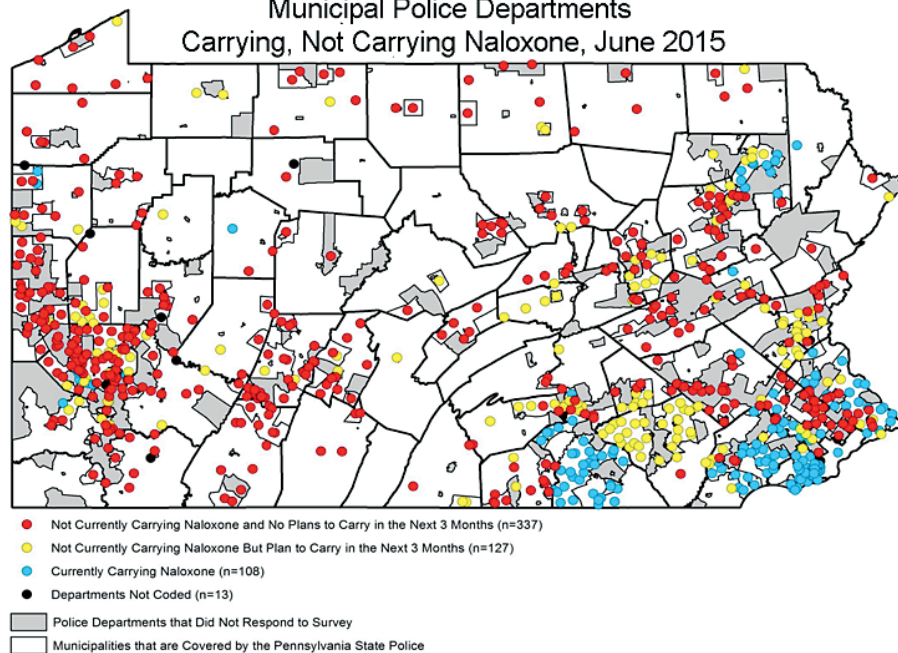 Municipal Police Departments
Carrying, Not Carrying Naloxone, June 2015
Not Currently Carrying Naloxone and No Plans to Carry in the Next 3 Months (n=337)
Not Currently Carrying Naloxone But Plan to Carry in the Next 3 Months (n=127)
Currently Carrying Naloxone (n=108)
Departments Not Coded (n=13)
Police Departments that Did Not Respond to Survey
Municipalities that are Covered by the Pennsylvania State Police